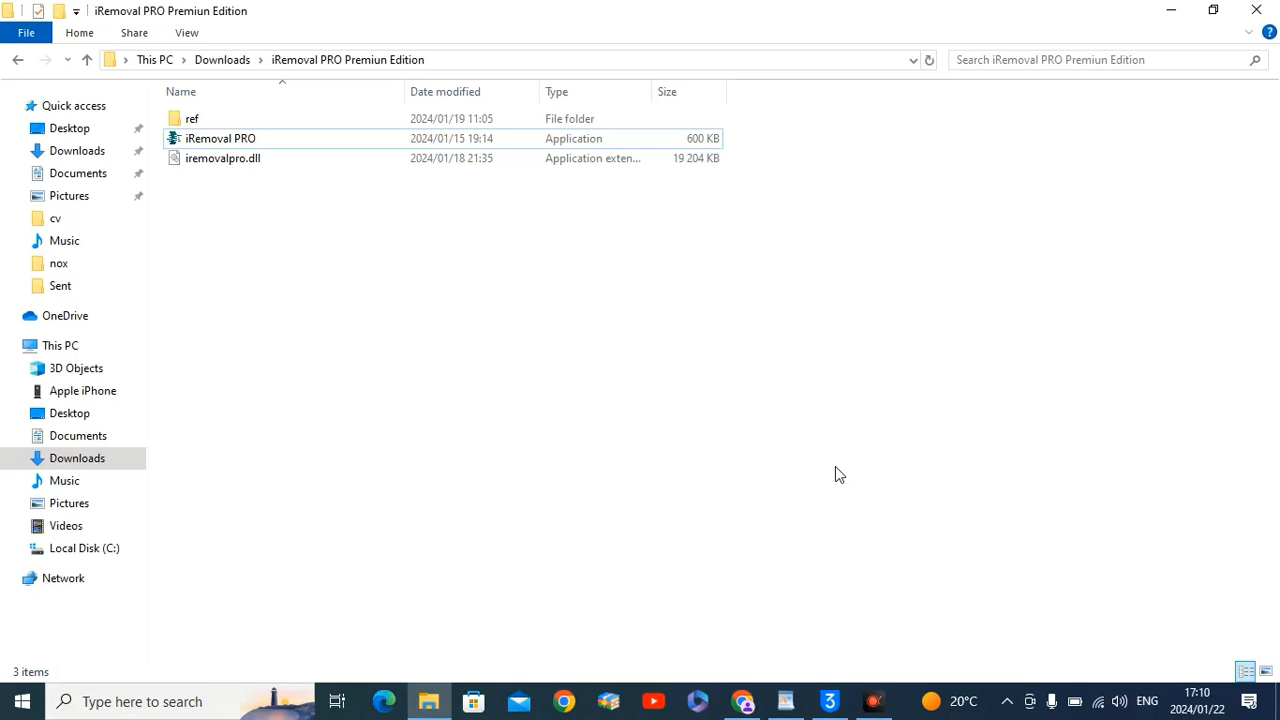 iRemoval PRO Premiun Edition
File Home Share View
This PC Downloads iRemoval PRO Premiun Edition Search iRemoval PRO Premiun Edition
Name Date modified Type Size
ref 2024/01/19 11:05 File folder
iRemoval PRO 2024/01/15 19:14 Application 600 KB
iremovalpro.dll 2024/01/18 21:35 Application exten... 19 204 KB
Quick access
Desktop
Downloads
Documents
Pictures
cv
Music
nox
Sent
OneDrive
This PC
3D Objects
Apple iPhone
Desktop
Documents
Downloads
Music
Pictures
Videos
Local Disk (C:)
Network
3 items
Type here to search 3 20°C ENG 17:10
2024/01/22